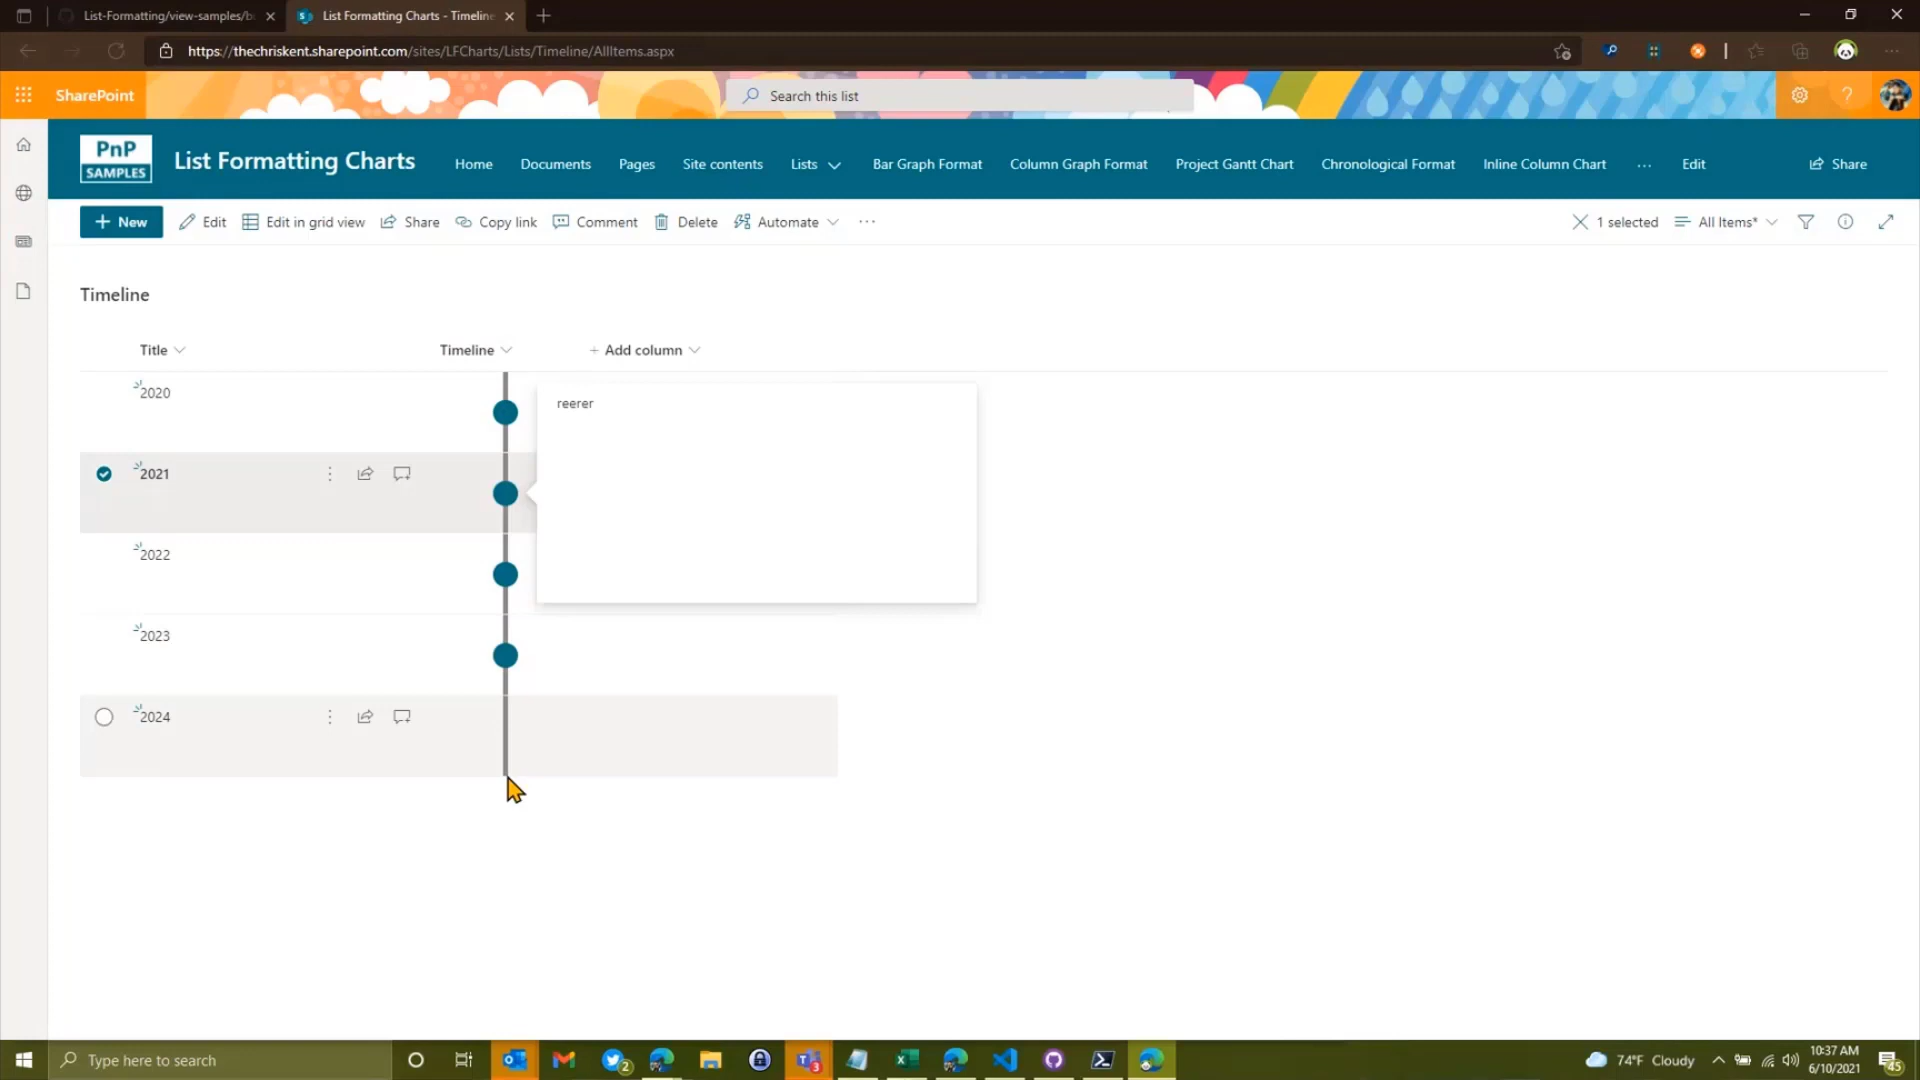 List-Formatting/view-samples/b
List Formatting Charts - Timeline
https://thechriskent.sharepoint.com/sites/LFCharts/Lists/Timeline/AllItems.aspx
SharePoint
Search this list
PnP
SAMPLES
List Formatting Charts
Home
Documents
Pages
Site contents
Lists
Bar Graph Format
Column Graph Format
Project Gantt Chart
Chronological Format
Inline Column Chart
...
Edit
Share
New
Edit
Edit in grid view
Share
Copy link
Comment
Delete
Automate
...
1 selected
All Items*
Timeline
Title
Timeline
+ Add column
2020
reerer
2021
2022
2023
2024
Type here to search
2
3
74°F Cloudy
10:37 AM
6/10/2021
45